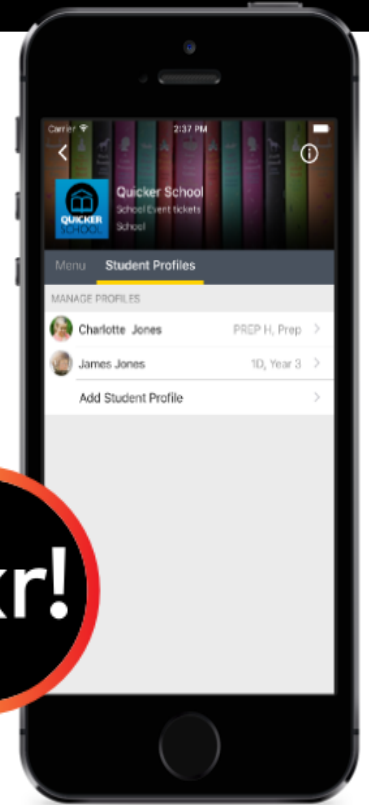 Carrier 2:37 PM
Quicker School
School Event tickets
School
QUICKER
SCHOOL
Menu Student Profiles
MANAGE PROFILES
Charlotte Jones PREP H, Prep
James Jones 1D, Year 3
Add Student Profile
kr!